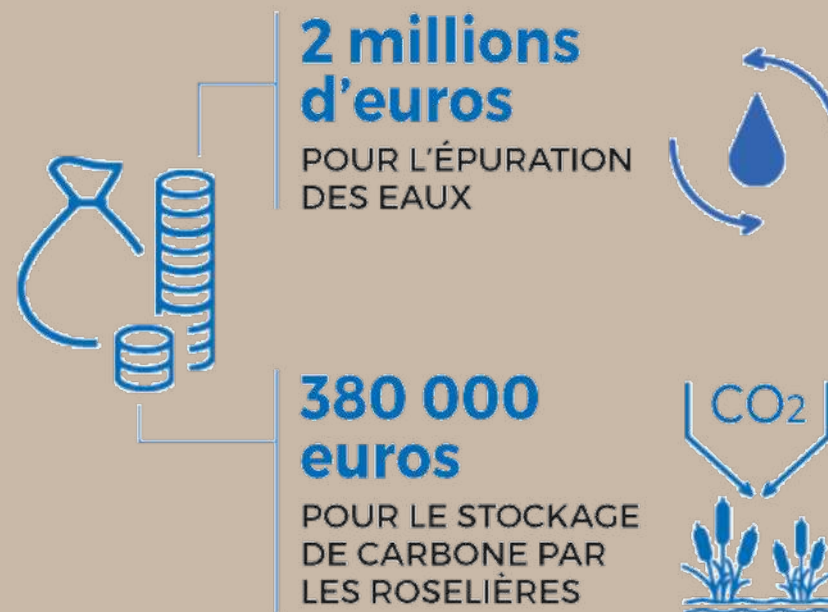 2 millions
d'euros
POUR L'ÉPURATION
DES EAUX
380 000
euros
CO2
POUR LE STOCKAGE
DE CARBONE PAR
LES ROSELIÈRES